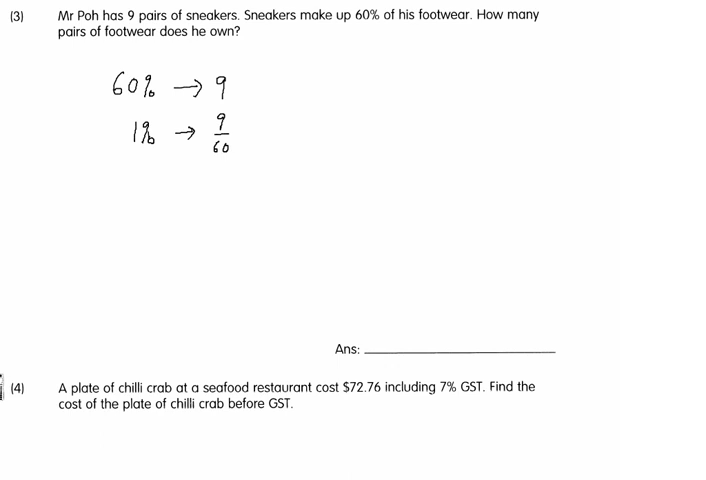 (3) Mr Poh has 9 pairs of sneakers. Sneakers make up 60% of his footwear. How many
pairs of footwear does he own?
60% → 9
1% → 9/60
Ans: ____________________
(4) A plate of chilli crab at a seafood restaurant cost $72.76 including 7% GST. Find the
cost of the plate of chilli crab before GST.